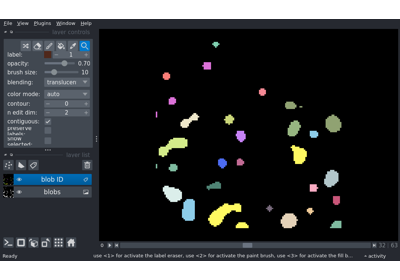 File View Plugins Window Help
layer controls
label: 1
opacity: 0.70
brush size: 10
blending: translucen
color mode: auto
contour: 0
n edit dim: 2
contiguous:
preserve
labels:
show
selected:
layer list
blob ID
blobs
0
32 63
Ready
use <1> for activate the label eraser, use <2> for activate the paint brush, use <3> for activate the fill b...
activity